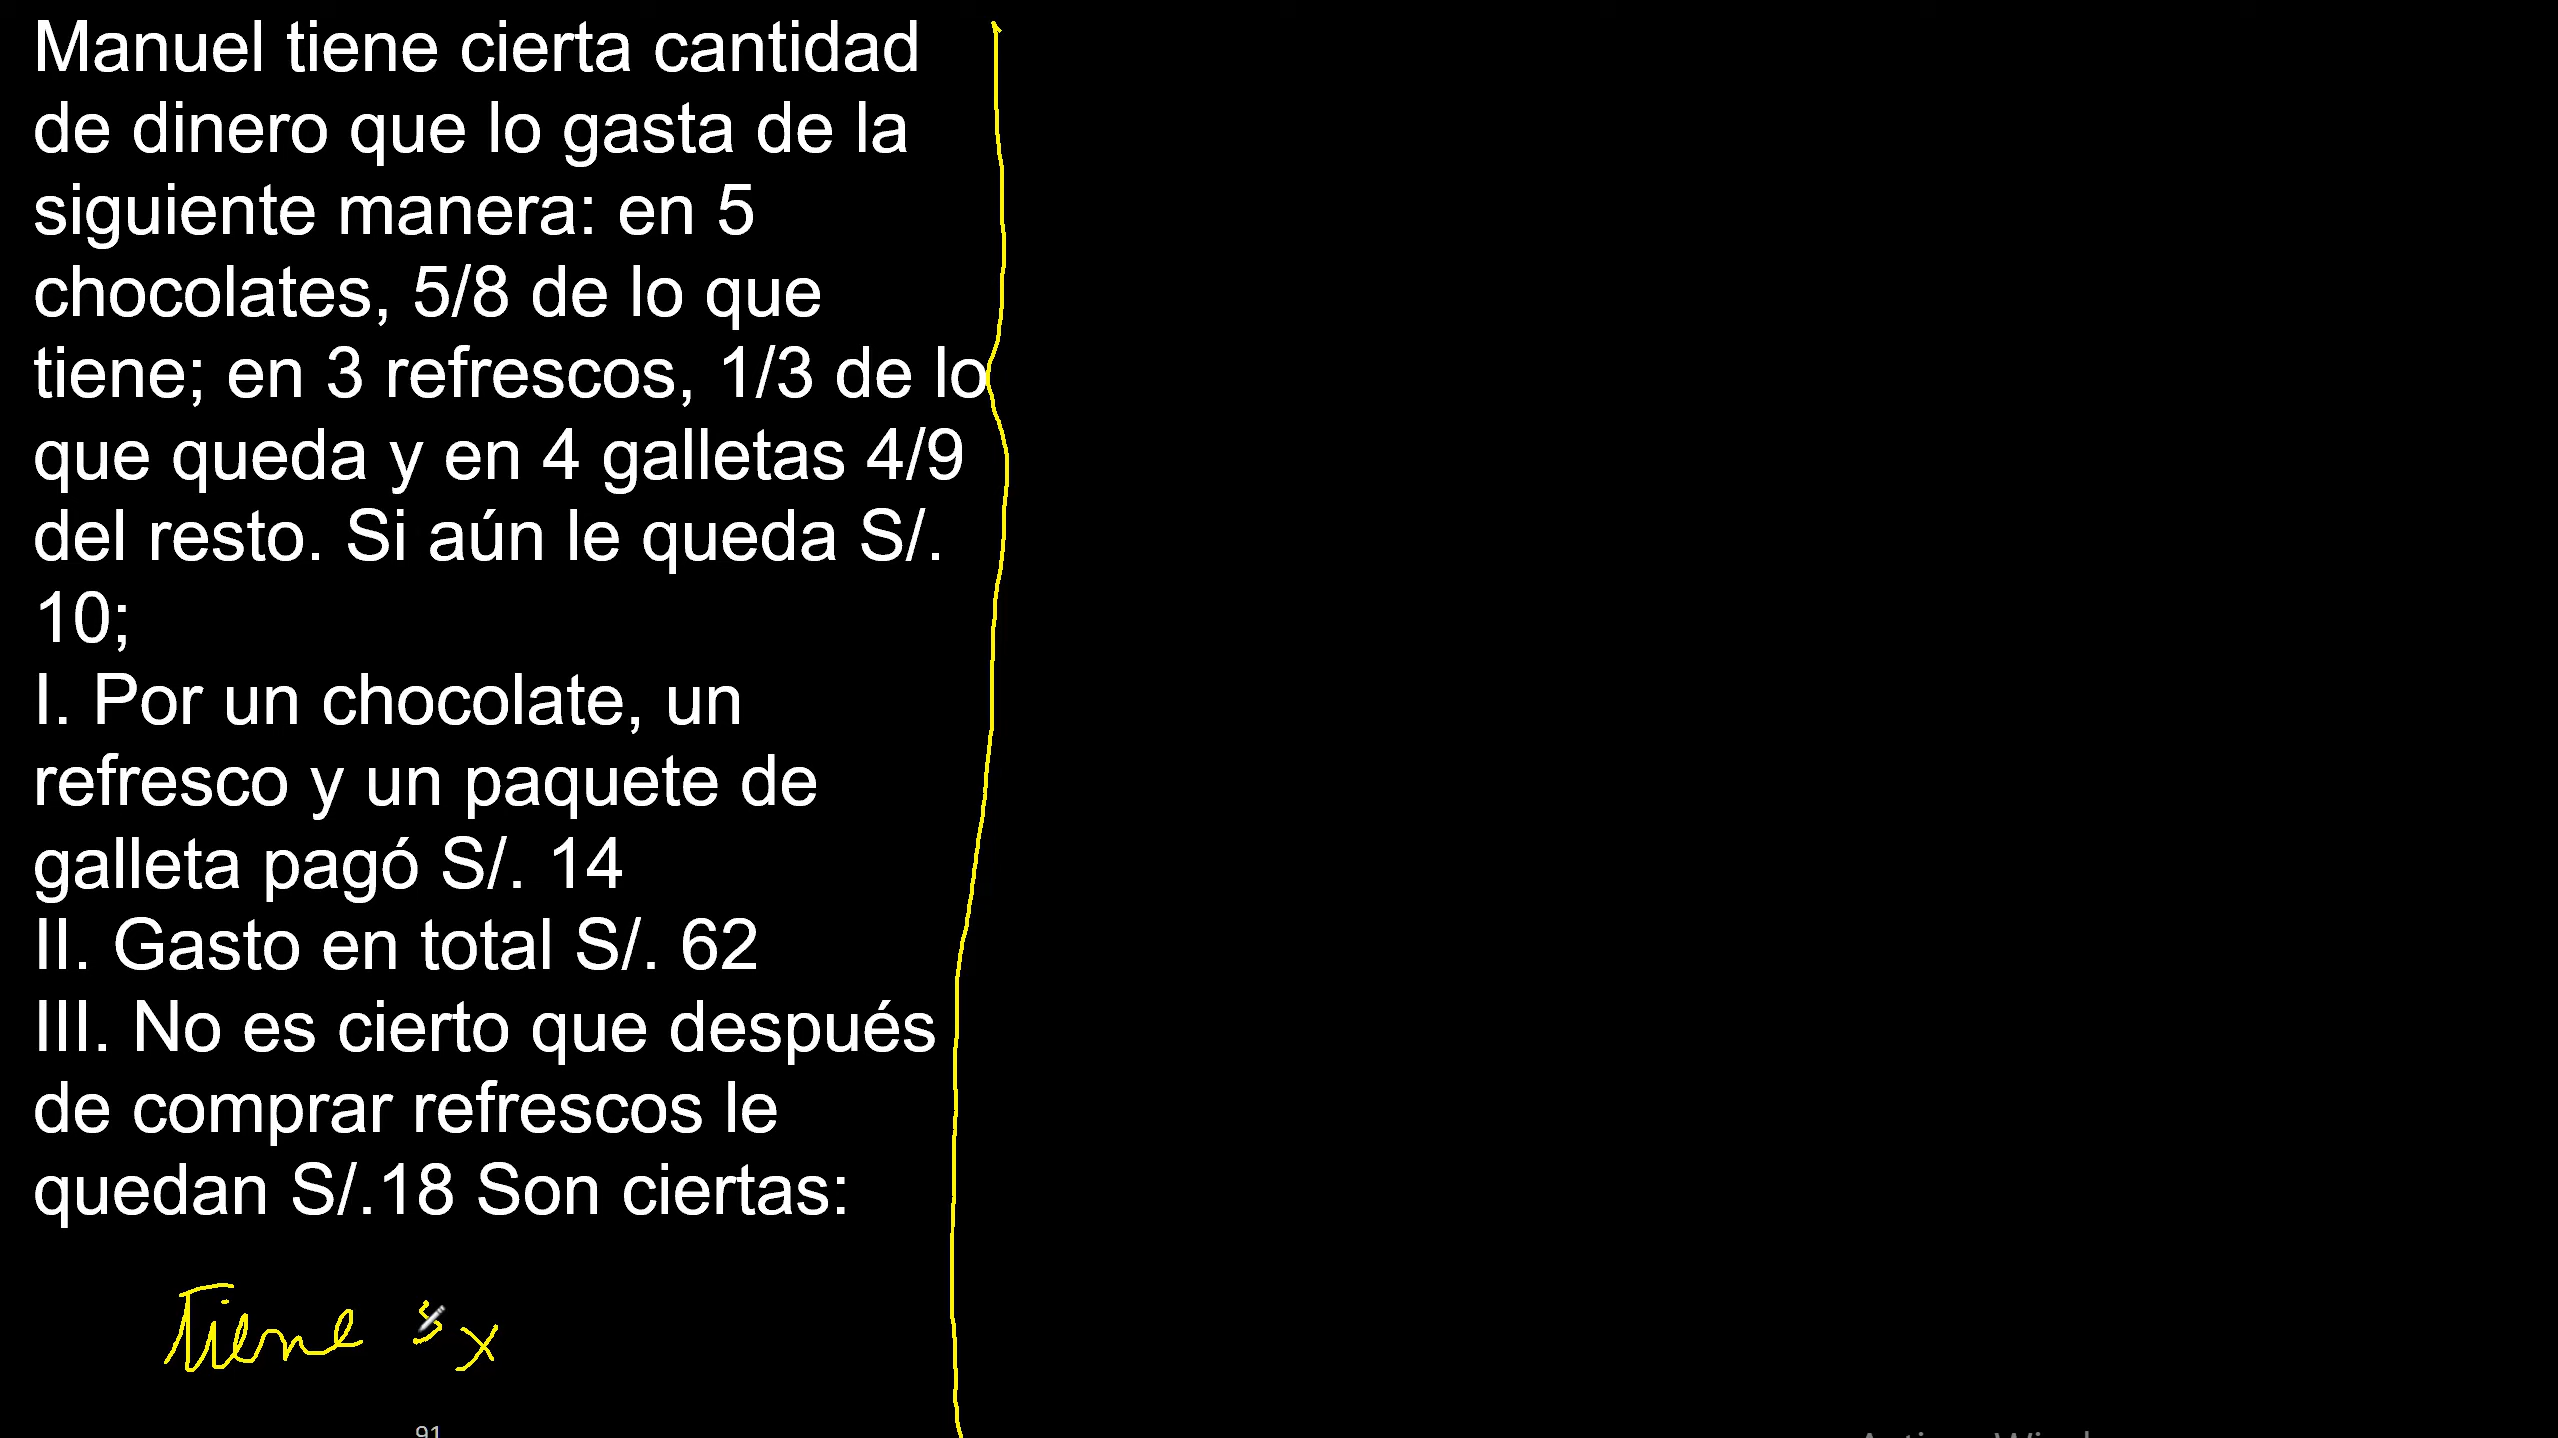 Manuel tiene cierta cantidad
de dinero que lo gasta de la
siguiente manera: en 5
chocolates, 5/8 de lo que
tiene; en 3 refrescos, 1/3 de lo
que queda y en 4 galletas 4/9
del resto. Si aún le queda S/.
10;
I. Por un chocolate, un
refresco y un paquete de
galleta pagó S/. 14
II. Gasto en total S/. 62
III. No es cierto que después
de comprar refrescos le
quedan S/.18 Son ciertas:
Tiene x
91